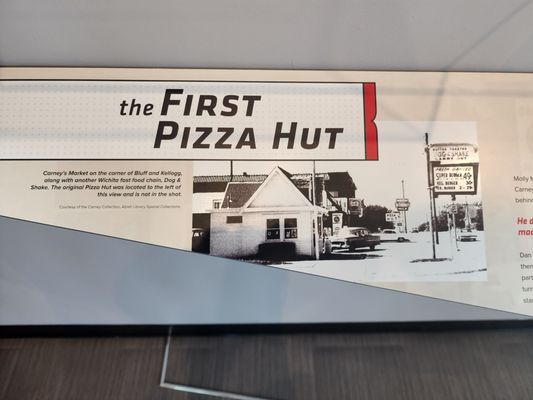 the FIRST
PIZZA HUT
Carney's Market on the corner of Bluff and Kellogg,
along with another Wichita fast food chain, Dog &
Shake. The original Pizza Hut was located to the left of
this view and is not in the shot.
Courtesy of the Carney Collection, Ablah Library Special Collections
DOG & SHAKE
CARRY OUT
Molly M
Carney
behin
He d
mad
Dan
them
part
turn
sta